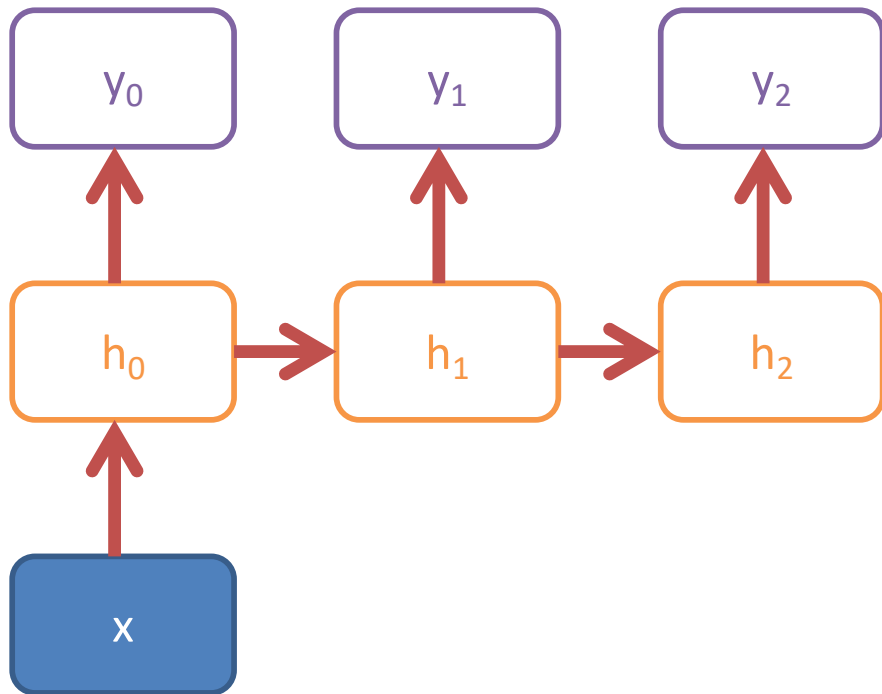 y₀ y₁ y₂
h₀ h₁ h₂
x